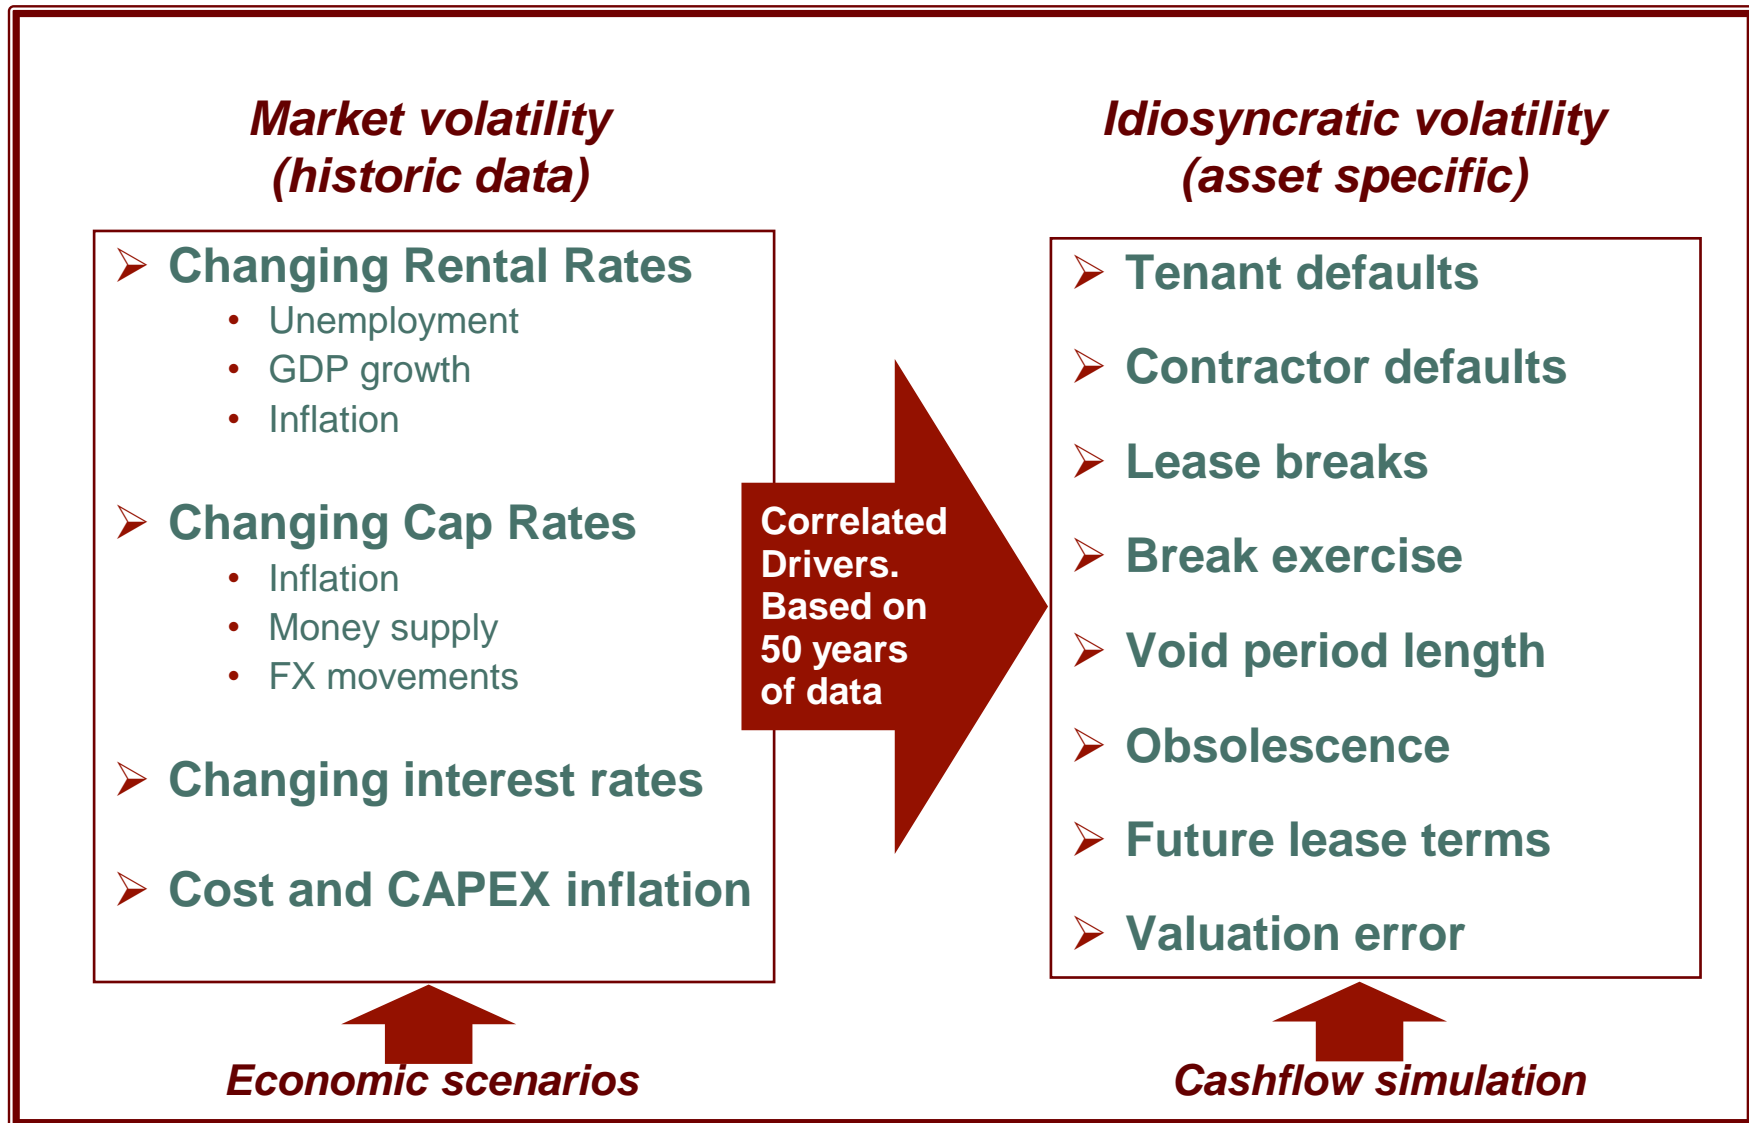 Market volatility
(historic data)
➢ Changing Rental Rates
• Unemployment
• GDP growth
• Inflation
➢ Changing Cap Rates
• Inflation
• Money supply
• FX movements
➢ Changing interest rates
➢ Cost and CAPEX inflation
Economic scenarios
Correlated
Drivers.
Based on
50 years
of data
Idiosyncratic volatility
(asset specific)
➢ Tenant defaults
➢ Contractor defaults
➢ Lease breaks
➢ Break exercise
➢ Void period length
➢ Obsolescence
➢ Future lease terms
➢ Valuation error
Cashflow simulation